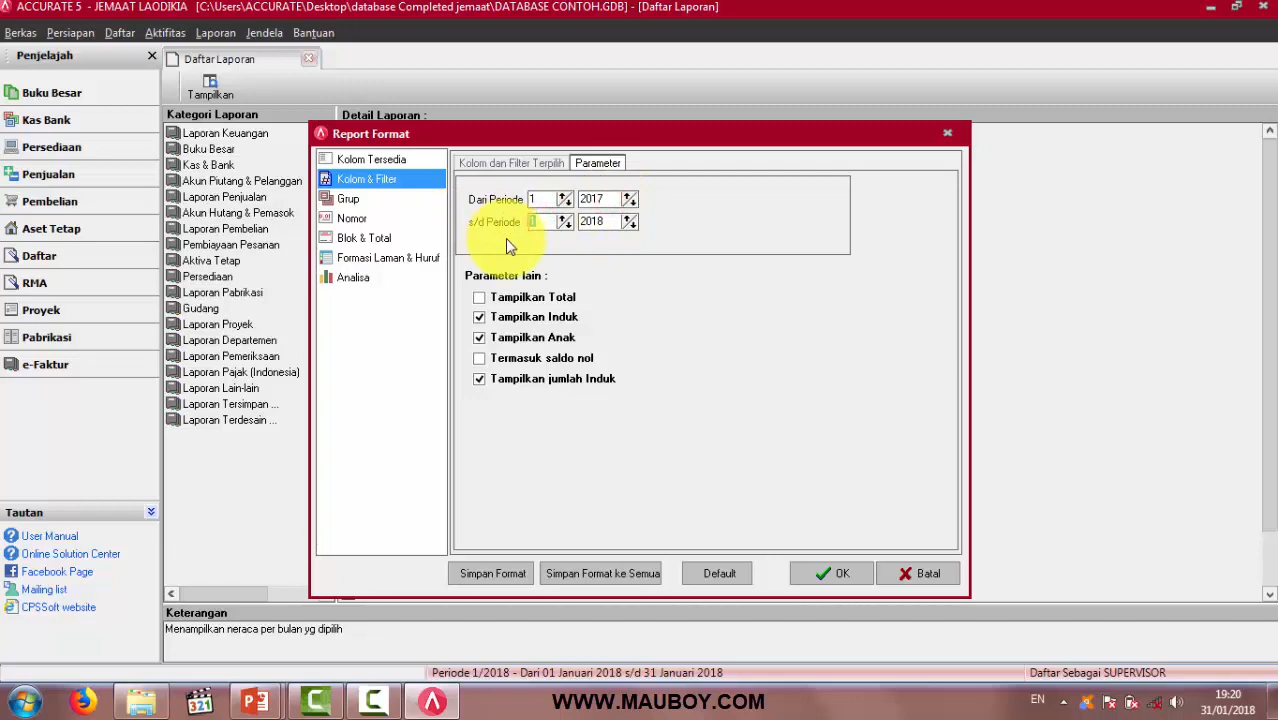 ACCURATE 5 - JEMAAT LAODIKIA [C:\Users\ACCURATE\Desktop\database Completed jemaat\DATABASE CONTOH.GDB] - [Daftar Laporan]
Berkas Persiapan Daftar Aktifitas Laporan Jendela Bantuan
Penjelajah
Buku Besar
Kas Bank
Persediaan
Penjualan
Pembelian
Aset Tetap
Daftar
RMA
Proyek
Pabrikasi
e-Faktur
Tautan
User Manual
Online Solution Center
Facebook Page
Mailing list
CPSSoft website
Daftar Laporan
Tampilkan
Kategori Laporan
Laporan Keuangan
Buku Besar
Kas & Bank
Akun Piutang & Pelanggan
Laporan Penjualan
Akun Hutang & Pemasok
Laporan Pembelian
Pembiayaan Pesanan
Aktiva Tetap
Persediaan
Laporan Pabrikasi
Gudang
Laporan Proyek
Laporan Departemen
Laporan Pemeriksaan
Laporan Pajak (Indonesia)
Laporan Lain-lain
Laporan Tersimpan ...
Laporan Terdesain ...
Detail Laporan :
Report Format
Kolom Tersedia
Kolom & Filter
Grup
Nomor
Blok & Total
Formasi Laman & Huruf
Analisa
Kolom dan Filter Terpilih Parameter
Dari Periode 1 2017
s/d Periode 1 2018
Parameter lain :
Tampilkan Total
Tampilkan Induk
Tampilkan Anak
Termasuk saldo nol
Tampilkan jumlah Induk
Simpan Format Simpan Format ke Semua Default OK Batal
Keterangan
Menampilkan neraca per bulan yg dipilih
Periode 1/2018 - Dari 01 Januari 2018 s/d 31 Januari 2018 Daftar Sebagai SUPERVISOR
321
WWW.MAUBOY.COM
EN
19:20
31/01/2018